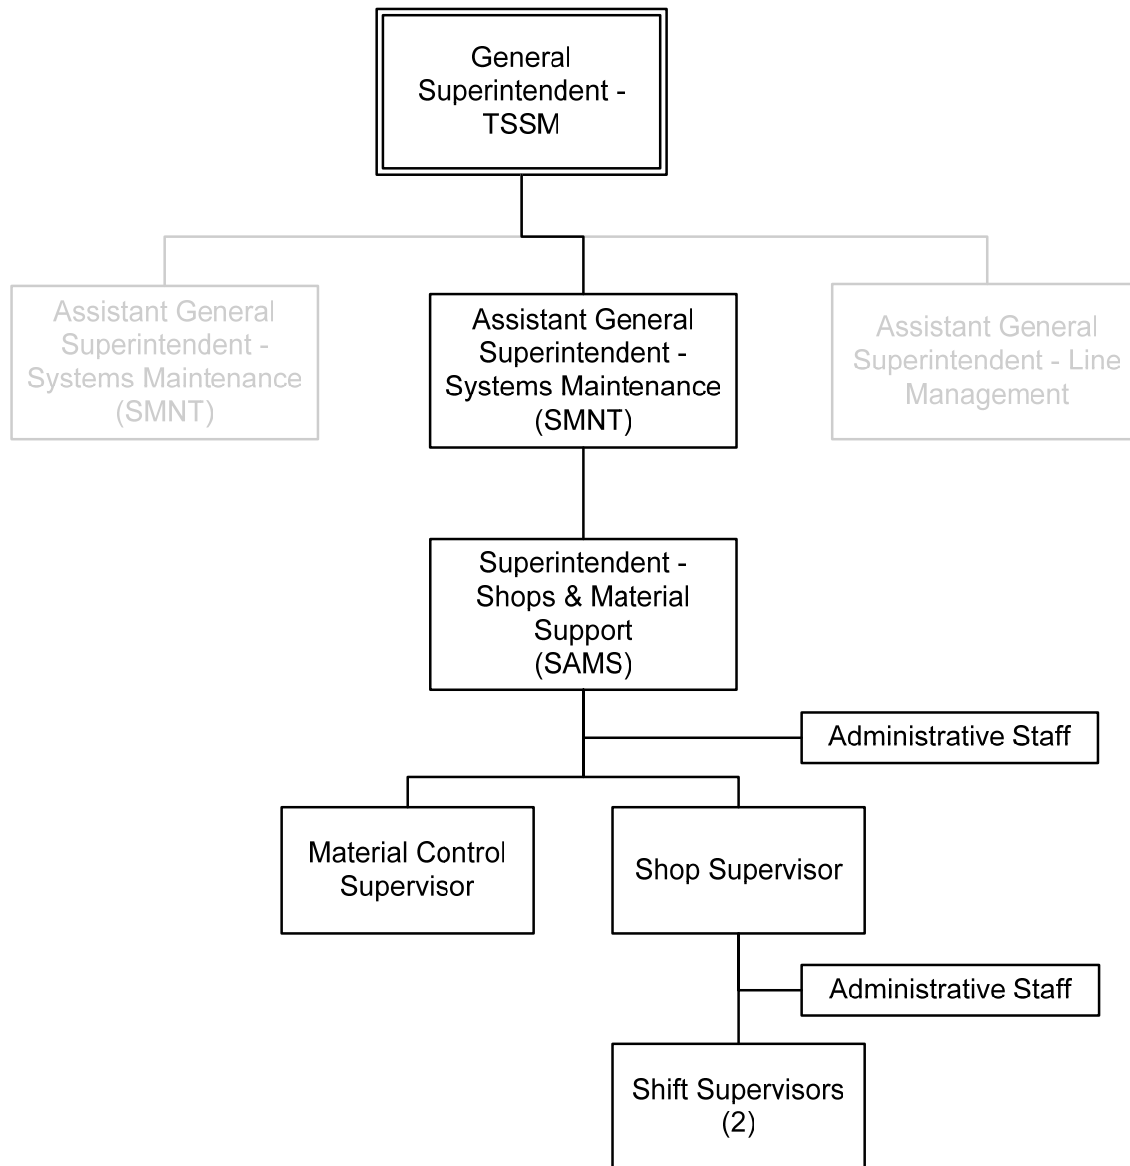 General
Superintendent -
TSSM
Assistant General
Superintendent -
Systems Maintenance
(SMNT)
Assistant General
Superintendent -
Systems Maintenance
(SMNT)
Assistant General
Superintendent - Line
Management
Superintendent -
Shops & Material
Support
(SAMS)
Administrative Staff
Material Control
Supervisor
Shop Supervisor
Administrative Staff
Shift Supervisors
(2)